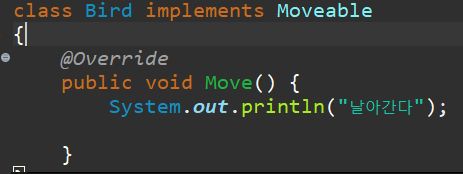 class Bird implements Moveable
{
@Override
public void Move() {
System.out.println("날아간다");
}